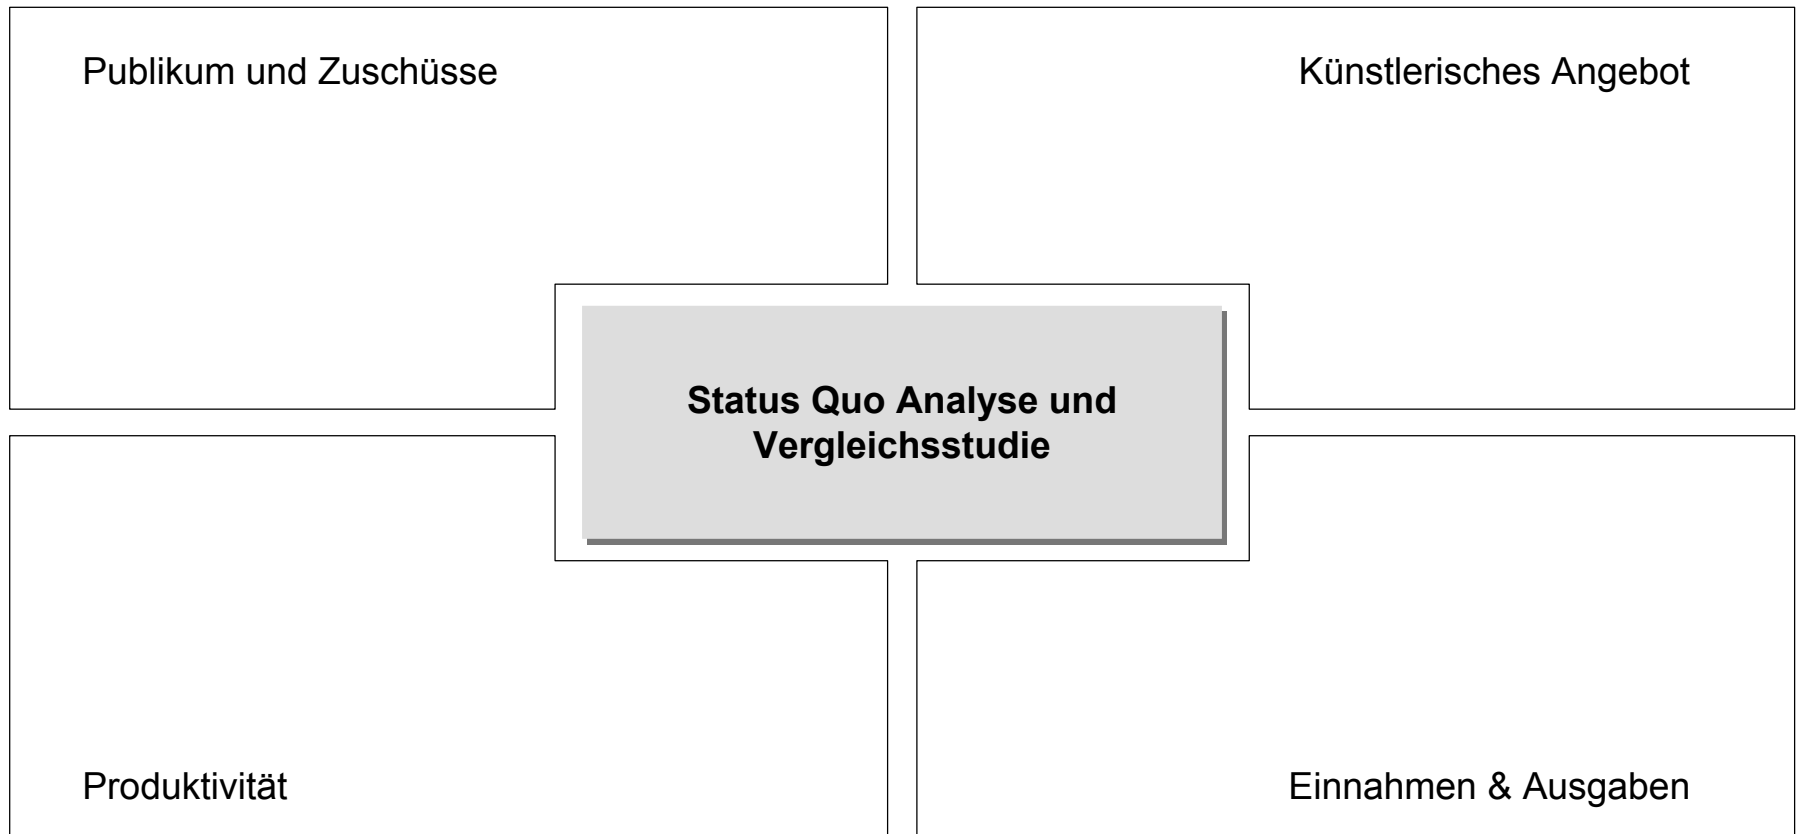 Publikum und Zuschüsse
Künstlerisches Angebot
Status Quo Analyse und
Vergleichsstudie
Produktivität
Einnahmen & Ausgaben